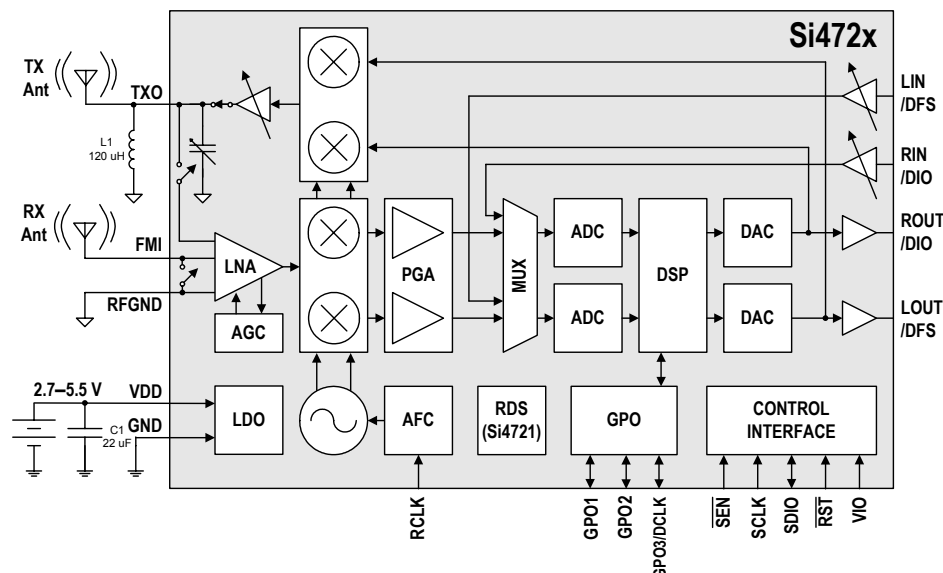 Si472x
TX
Ant
TXO
L1
120 uH
RX
Ant
FMI
RFGND
LNA
AGC
2.7–5.5 V
VDD
GND
C1
22 uF
LDO
PGA
MUX
ADC
ADC
DSP
DAC
DAC
LIN
/DFS
RIN
/DIO
ROUT
/DIO
LOUT
/DFS
AFC
RDS
(Si4721)
GPO
CONTROL
INTERFACE
RCLK
GPO1
GPO2
GPO3/DCLK
SEN
SCLK
SDIO
RST
VIO